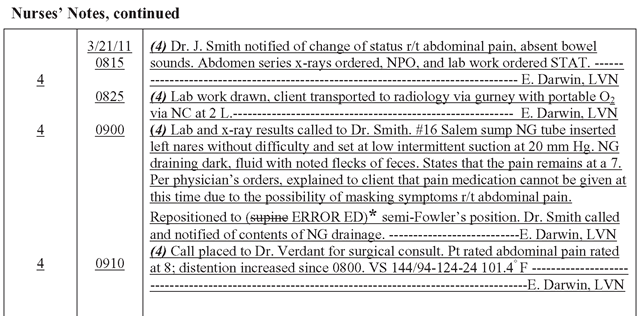 Nurses' Notes, continued
3/21/11 (4) Dr. J. Smith notified of change of status r/t abdominal pain, absent bowel
0815 sounds. Abdomen series x-rays ordered, NPO, and lab work ordered STAT. -------
4 ---------------------------------------------------------------------- E. Darwin, LVN
0825 (4) Lab work drawn, client transported to radiology via gurney with portable O₂
via NC at 2 L.---------------------------------------------------- E. Darwin, LVN
4 0900 (4) Lab and x-ray results called to Dr. Smith. #16 Salem sump NG tube inserted
left nares without difficulty and set at low intermittent suction at 20 mm Hg. NG
draining dark, fluid with noted flecks of feces. States that the pain remains at a 7.
Per physician's orders, explained to client that pain medication cannot be given at
this time due to the possibility of masking symptoms r/t abdominal pain.
Repositioned to (supine ERROR ED)* semi-Fowler's position. Dr. Smith called
and notified of contents of NG drainage. --------------------------E. Darwin, LVN
(4) Call placed to Dr. Verdant for surgical consult. Pt rated abdominal pain rated
4 0910 at 8; distention increased since 0800. VS 144/94-124-24 101.4°F -------------------
-----------------------------------------------------------------------E. Darwin, LVN